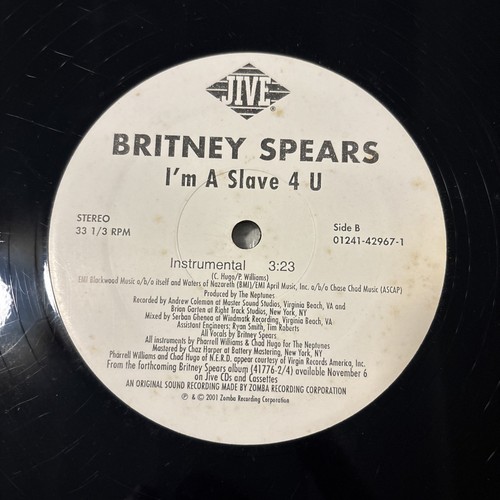 JIVE®
BRITNEY SPEARS
I'm A Slave 4 U
STEREO
33 1/3 RPM
Side B
01241-42967-1
Instrumental 3:23
(C. Hugo/P. Williams)
EMI Blackwood Music o/b/o itself and Waters of Nazareth (BMI)/EMI April Music, Inc. o/b/o Chase Chad Music (ASCAP)
Produced by The Neptunes
Recorded by Andrew Coleman at Master Sound Studios, Virginia Beach, VA and
Brian Garten at Right Track Studios, New York, NY
Mixed by Serban Ghenea at Windmark Recording, Virginia Beach, VA
Assistant Engineers: Ryan Smith, Tim Roberts
All Vocals by Britney Spears.
All instruments by Pharrell Williams & Chad Hugo for The Neptunes
Mastered by Chaz Harper at Battery Mastering, New York, NY
Pharrell Williams and Chad Hugo of N.E.R.D. appear courtesy of Virgin Records America, Inc.
From the forthcoming Britney Spears album (41776-2/4) available November 6
on Jive CDs and Cassettes
AN ORIGINAL SOUND RECORDING MADE BY ZOMBA RECORDING CORPORATION
℗ & © 2001 Zomba Recording Corporation